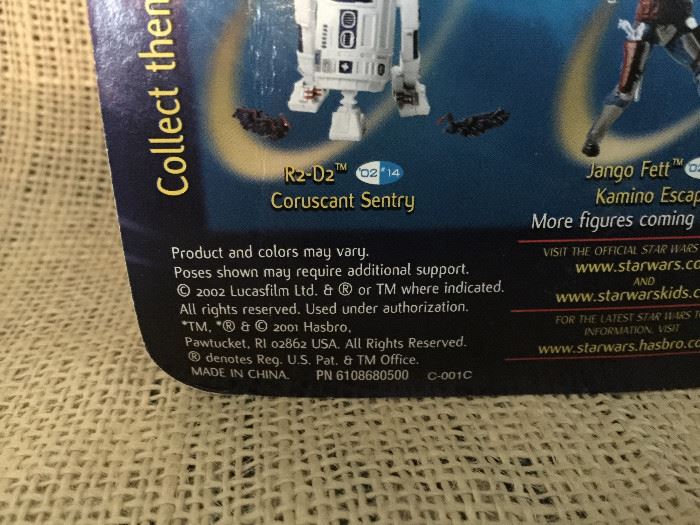 Collect them
R2-D2™ '02 #14
Coruscant Sentry
Jango Fett™
Kamino Escap
More figures coming
Product and colors may vary.
Poses shown may require additional support.
© 2002 Lucasfilm Ltd. & ® or TM where indicated.
All rights reserved. Used under authorization.
*TM, *® & © 2001 Hasbro,
Pawtucket, RI 02862 USA. All Rights Reserved.
® denotes Reg. U.S. Pat. & TM Office.
MADE IN CHINA. PN 6108680500 C-001C
VISIT THE OFFICIAL STAR WARS
www.starwars.co
AND
www.starwarskids.c
FOR THE LATEST STAR WARS T
INFORMATION, VISIT
www.starwars.hasbro.co